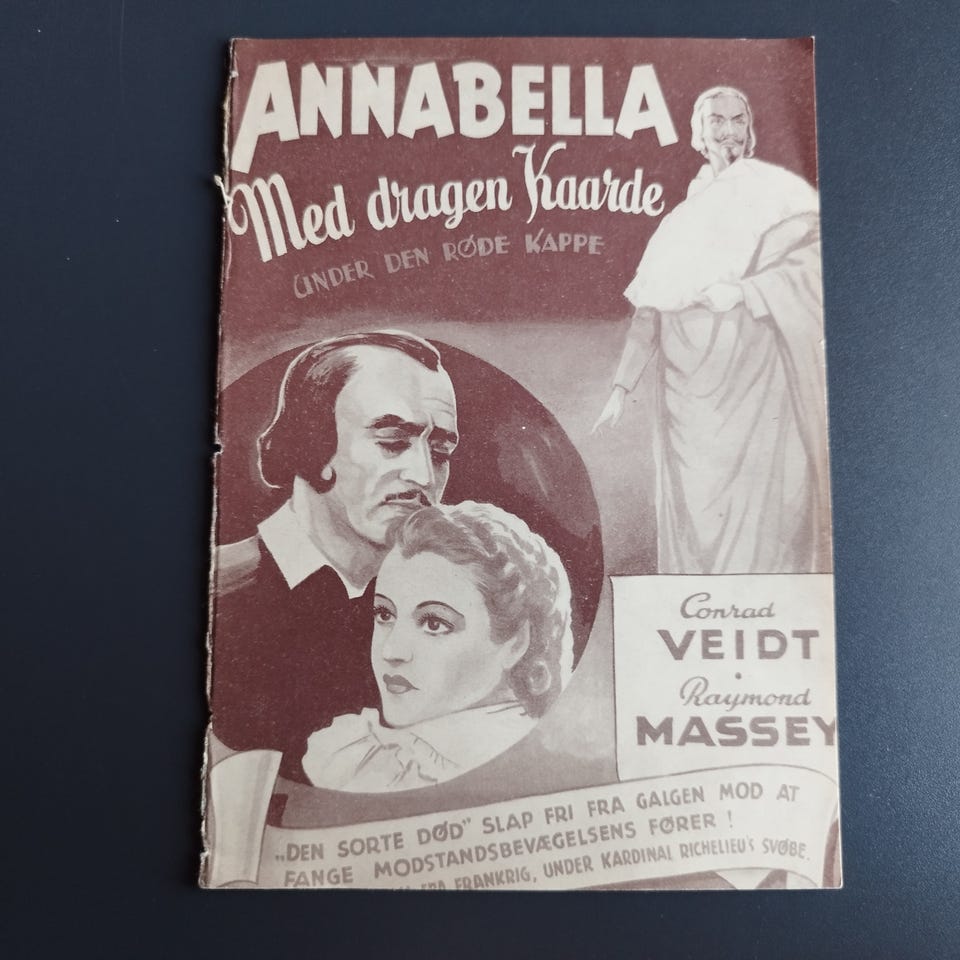 ANNABELLA
Med dragen Kaarde
UNDER DEN RØDE KAPPE
Conrad
VEIDT
Raymond
MASSEY
„DEN SORTE DØD” SLAP FRI FRA GALGEN MOD AT
FANGE MODSTANDSBEVÆGELSENS FØRER !
FRA FRANKRIG, UNDER KARDINAL RICHELIEU'S SVØBE.